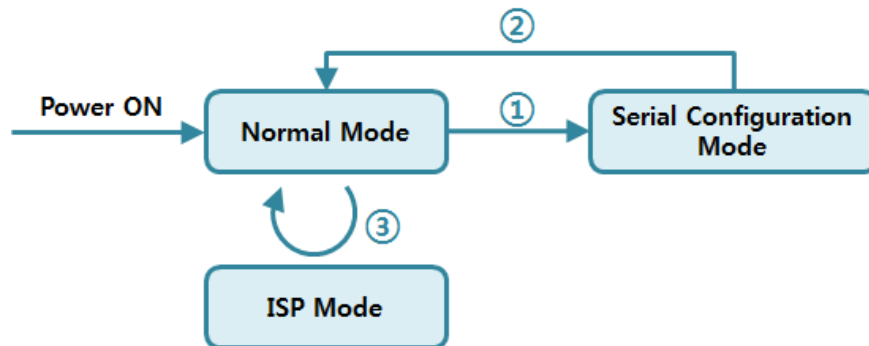 ②
Power ON
Normal Mode
①
Serial Configuration
Mode
③
ISP Mode